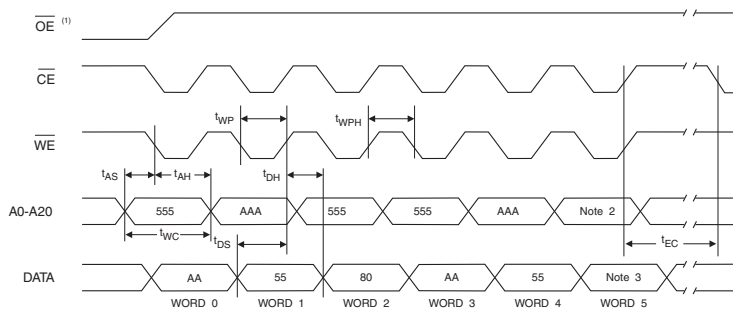 OE (1)
CE
tWP
tWPH
WE
tAS
tAH
tDH
A0-A20 555 AAA 555 555 AAA Note 2
tWC
tDS
tEC
DATA AA 55 80 AA 55 Note 3
WORD 0 WORD 1 WORD 2 WORD 3 WORD 4 WORD 5